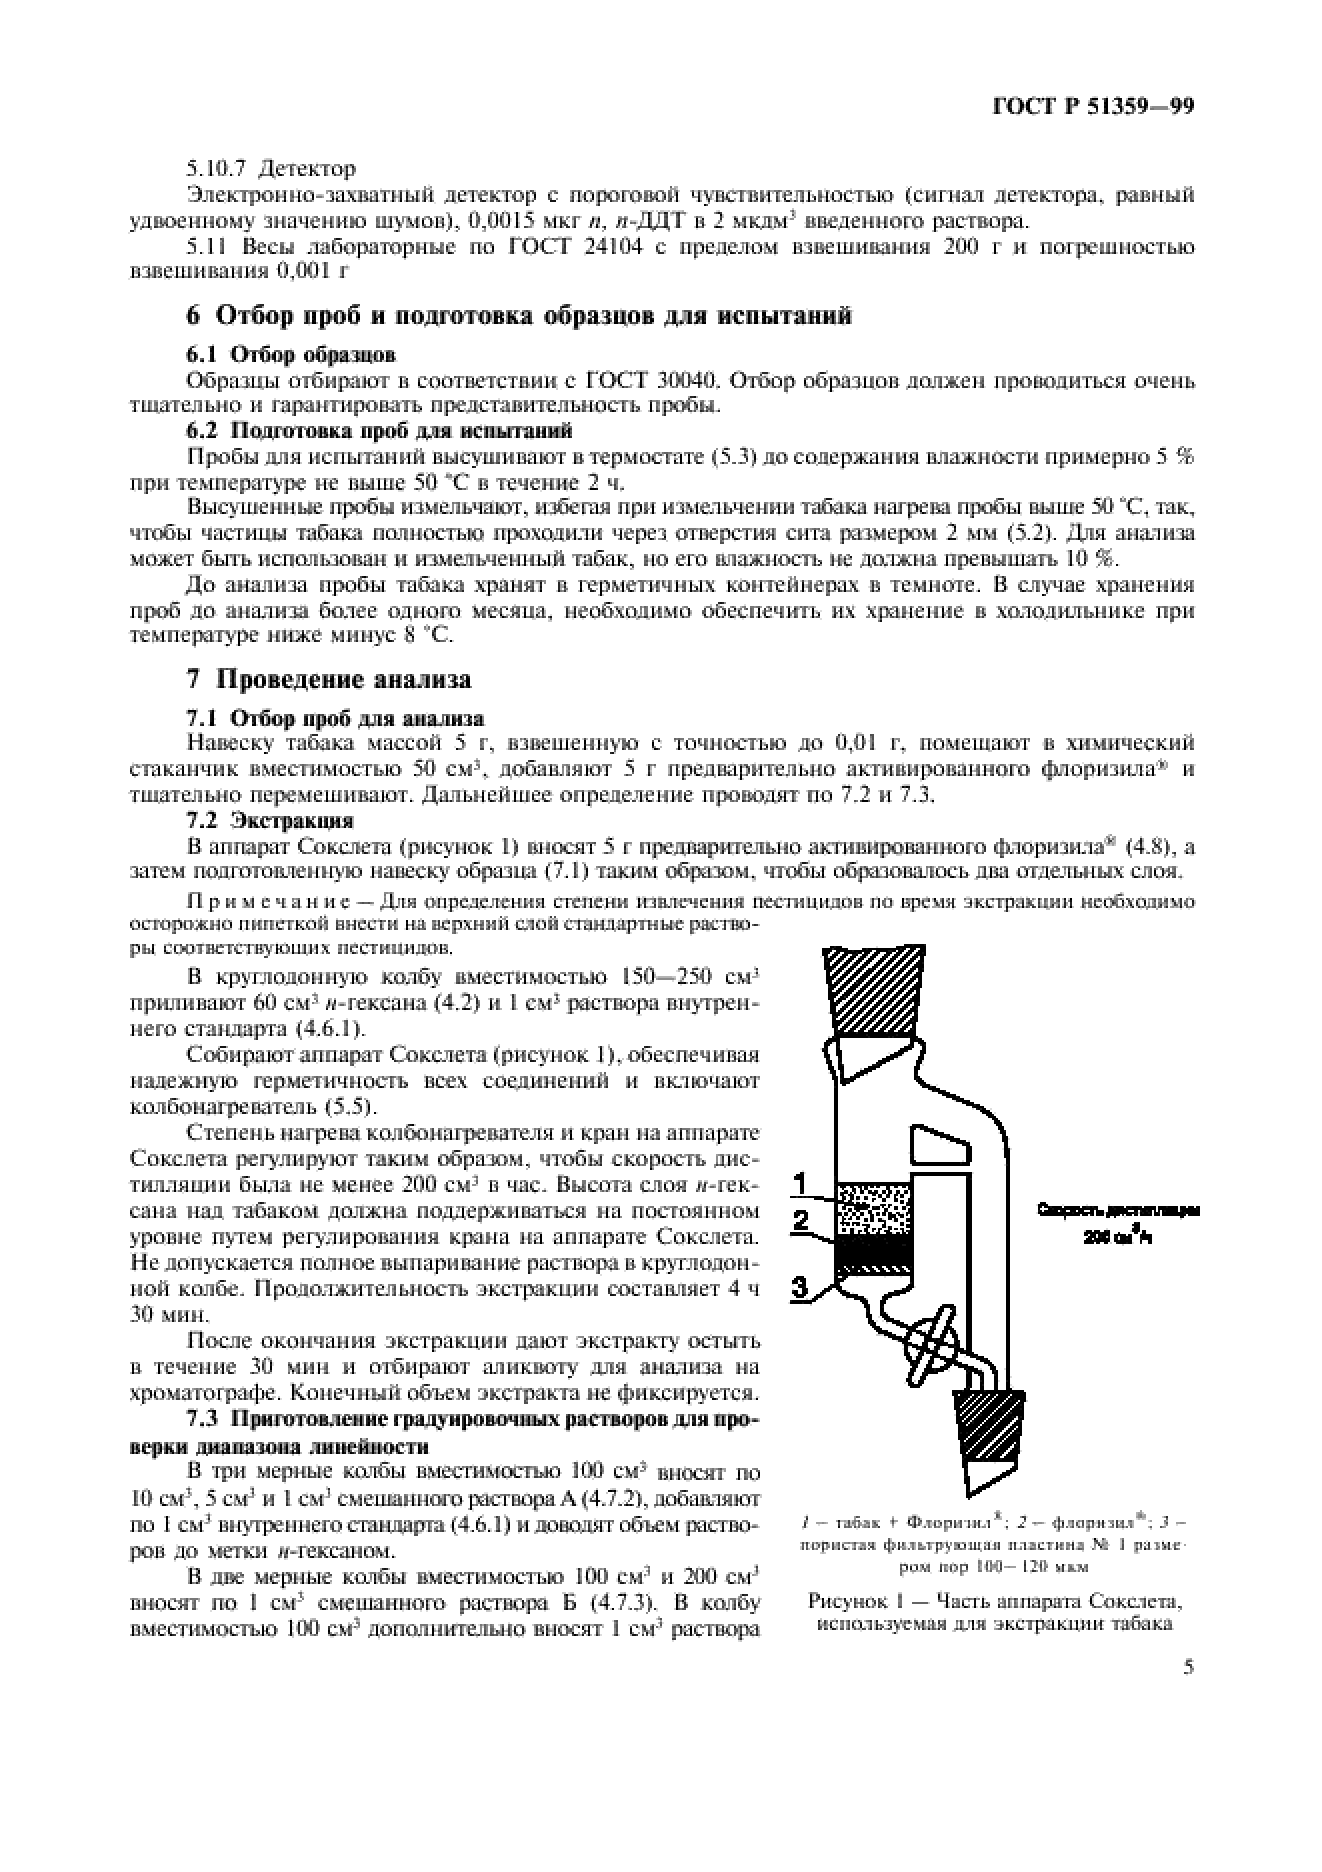 ГОСТ Р 51359—99
5.10.7 Детектор
Электронно-захватный детектор с пороговой чувствительностью (сигнал детектора, равный
удвоенному значению шумов), 0,0015 мкг п, п-ДДТ в 2 мкдм³ введенного раствора.
5.11 Весы лабораторные по ГОСТ 24104 с пределом взвешивания 200 г и погрешностью
взвешивания 0,001 г
6 Отбор проб и подготовка образцов для испытаний
6.1 Отбор образцов
Образцы отбирают в соответствии с ГОСТ 30040. Отбор образцов должен проводиться очень
тщательно и гарантировать представительность пробы.
6.2 Подготовка проб для испытаний
Пробы для испытаний высушивают в термостате (5.3) до содержания влажности примерно 5 %
при температуре не выше 50 °С в течение 2 ч.
Высушенные пробы измельчают, избегая при измельчении табака нагрева пробы выше 50 °С, так,
чтобы частицы табака полностью проходили через отверстия сита размером 2 мм (5.2). Для анализа
может быть использован и измельченный табак, но его влажность не должна превышать 10 %.
До анализа пробы табака хранят в герметичных контейнерах в темноте. В случае хранения
проб до анализа более одного месяца, необходимо обеспечить их хранение в холодильнике при
температуре ниже минус 8 °С.
7 Проведение анализа
7.1 Отбор проб для анализа
Навеску табака массой 5 г, взвешенную с точностью до 0,01 г, помещают в химический
стаканчик вместимостью 50 см³, добавляют 5 г предварительно активированного флоризила® и
тщательно перемешивают. Дальнейшее определение проводят по 7.2 и 7.3.
7.2 Экстракция
В аппарат Сокслета (рисунок 1) вносят 5 г предварительно активированного флоризила® (4.8), а
затем подготовленную навеску образца (7.1) таким образом, чтобы образовалось два отдельных слоя.
Примечание — Для определения степени извлечения пестицидов по время экстракции необходимо
осторожно пипеткой внести на верхний слой стандартные раство-
ры соответствующих пестицидов.
В круглодонную колбу вместимостью 150—250 см³
приливают 60 см³ н-гексана (4.2) и 1 см³ раствора внутрен-
него стандарта (4.6.1).
Собирают аппарат Сокслета (рисунок 1), обеспечивая
надежную герметичность всех соединений и включают
колбонагреватель (5.5).
Степень нагрева колбонагревателя и кран на аппарате
Сокслета регулируют таким образом, чтобы скорость дис-
тилляции была не менее 200 см³ в час. Высота слоя н-гек-
сана над табаком должна поддерживаться на постоянном
уровне путем регулирования крана на аппарате Сокслета.
Не допускается полное выпаривание раствора в круглодон-
ной колбе. Продолжительность экстракции составляет 4 ч
30 мин.
После окончания экстракции дают экстракту остыть
в течение 30 мин и отбирают аликвоту для анализа на
хроматографе. Конечный объем экстракта не фиксируется.
7.3 Приготовление градуировочных растворов для про-
верки диапазона линейности
В три мерные колбы вместимостью 100 см³ вносят по
10 см³, 5 см³ и 1 см³ смешанного раствора А (4.7.2), добавляют
по 1 см³ внутреннего стандарта (4.6.1) и доводят объем раство-
ров до метки н-гексаном.
В две мерные колбы вместимостью 100 см³ и 200 см³
вносят по 1 см³ смешанного раствора Б (4.7.3). В колбу
вместимостью 100 см³ дополнительно вносят 1 см³ раствора
1
2
3
Скорость дистилляции
200 см³/ч
1 — табак + Флоризил®; 2 — флоризил®; 3 —
пористая фильтрующая пластина № 1 разме-
ром пор 100—120 мкм
Рисунок 1 — Часть аппарата Сокслета,
используемая для экстракции табака
5